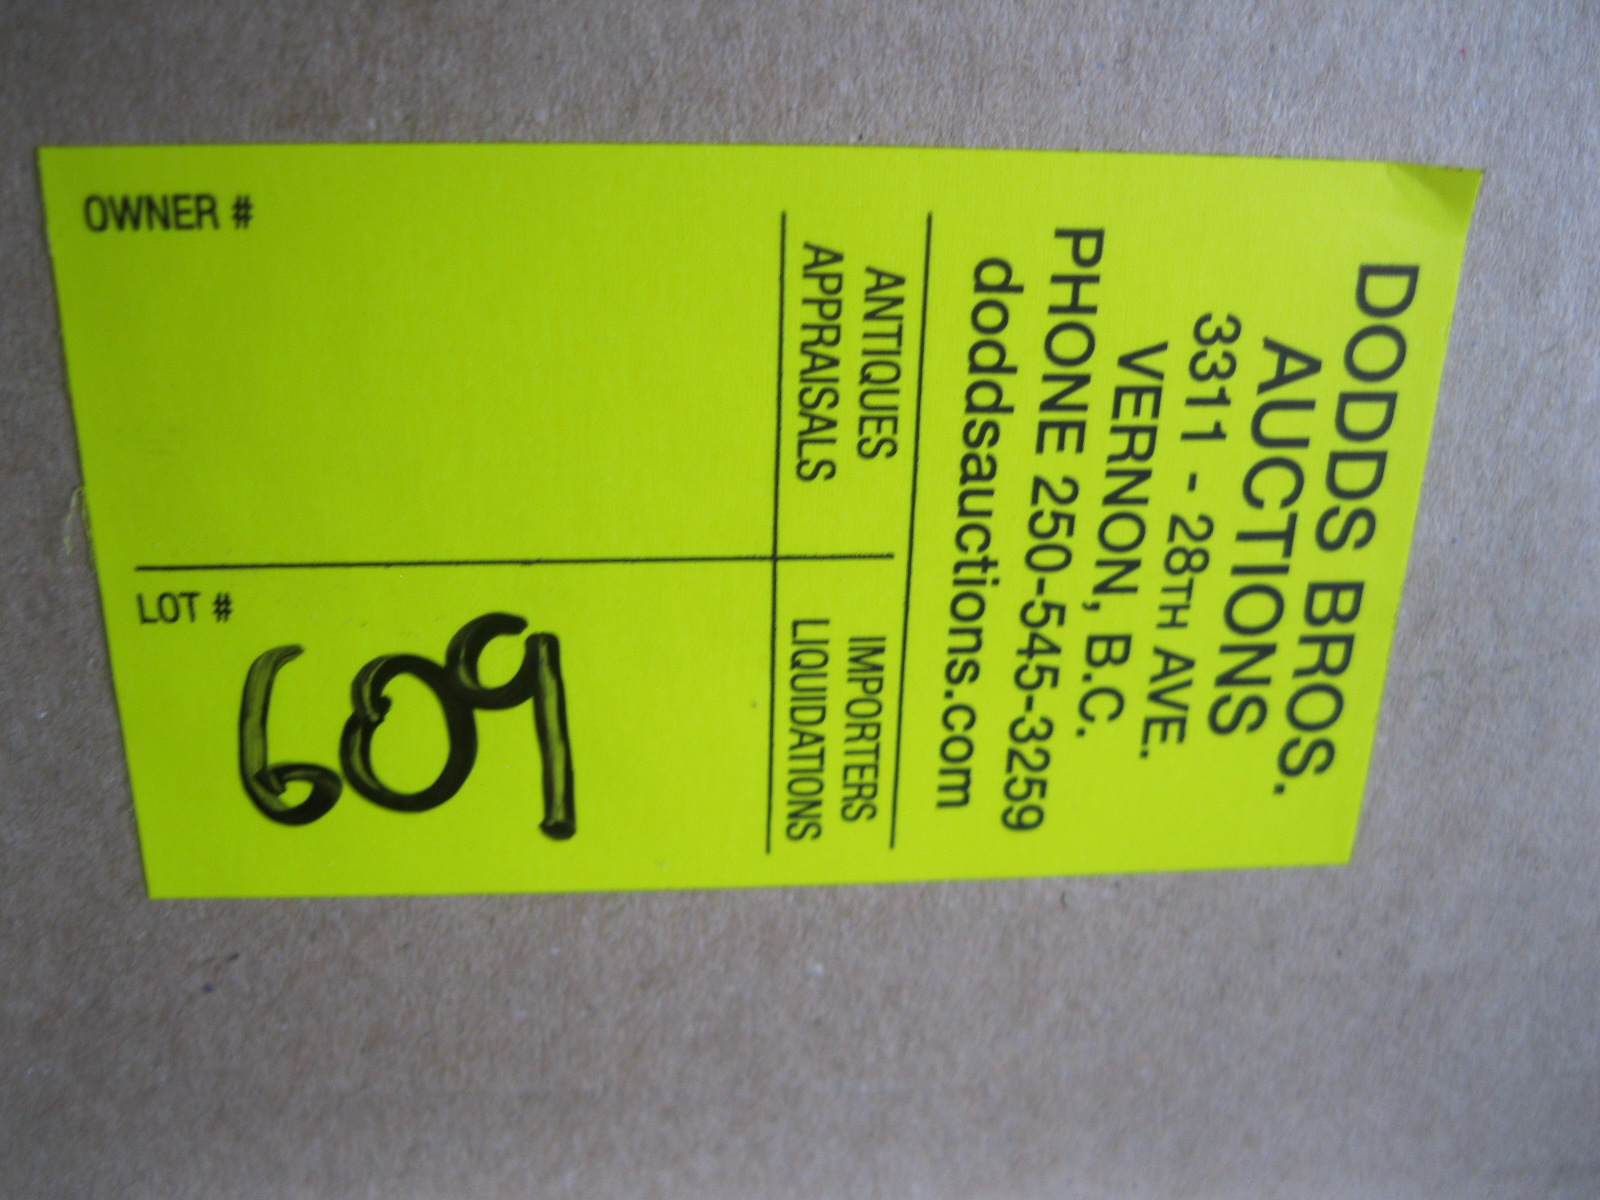 DODDS BROS.
AUCTIONS
3311 - 28TH AVE.
VERNON, B.C.
PHONE 250-545-3259
doddsauctions.com
ANTIQUES
APPRAISALS
IMPORTERS
LIQUIDATIONS
OWNER #
LOT #
609